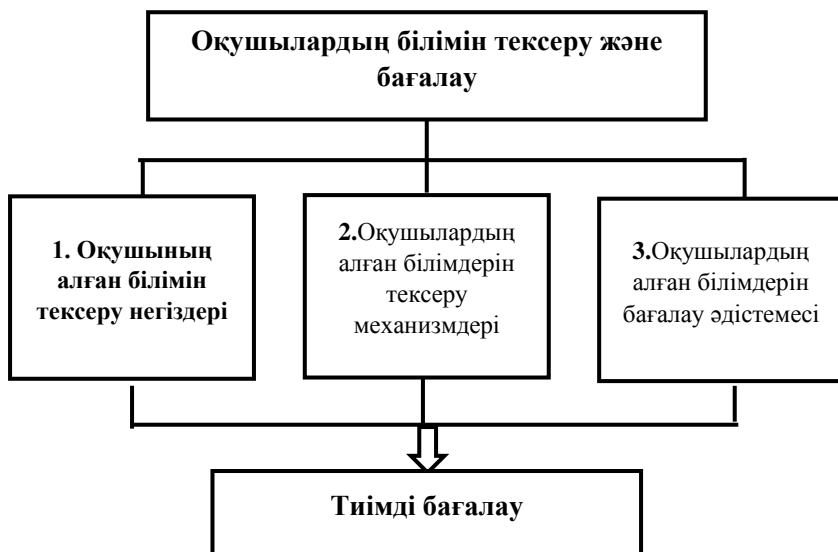 Оқушылардың білімін тексеру және
бағалау
1. Оқушының
алған білімін
тексеру негіздері
2.Оқушылардың
алған білімдерін
тексеру
механизмдері
3.Оқушылардың
алған білімдерін
бағалау әдістемесі
Тиімді бағалау